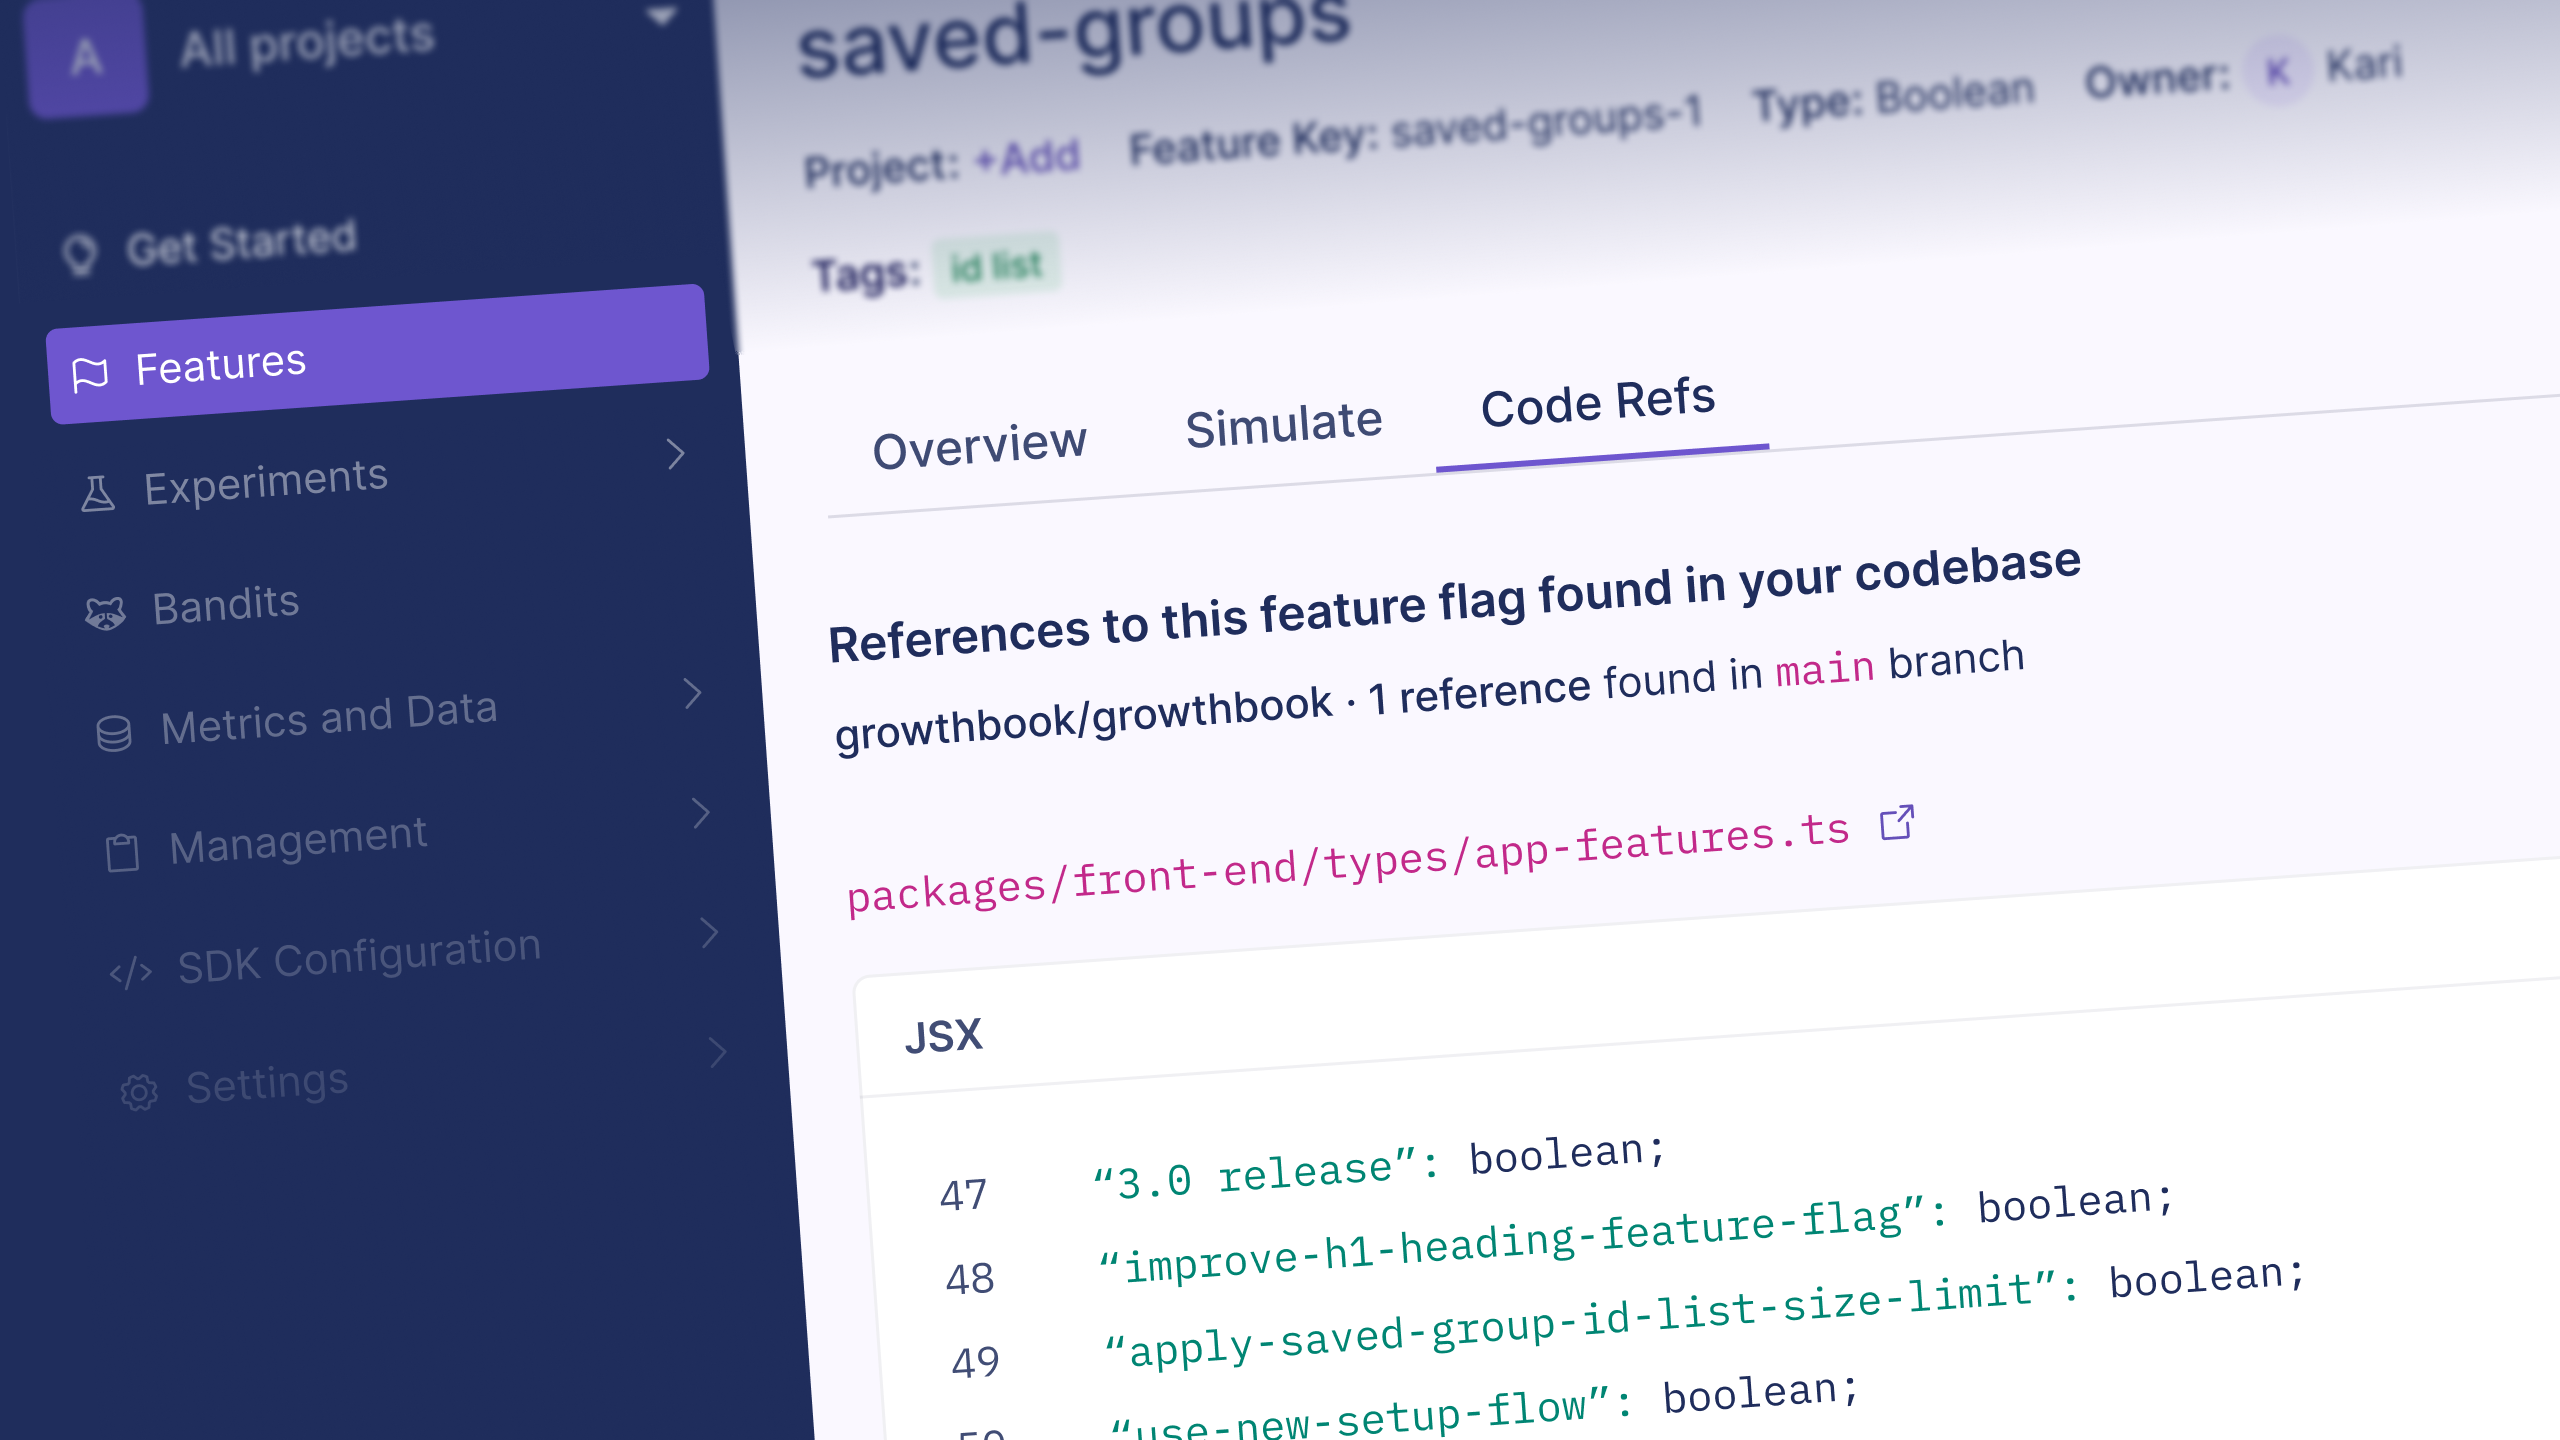 A All projects
Get Started
Features
Experiments
Bandits
Metrics and Data
Management
SDK Configuration
Settings
saved-groups
Project: +Add Feature Key: saved-groups-1 Type: Boolean Owner: K Kari
Tags: id list
Overview Simulate Code Refs
References to this feature flag found in your codebase
growthbook/growthbook · 1 reference found in main branch
packages/front-end/types/app-features.ts
JSX
47 “3.0 release”: boolean;
48 “improve-h1-heading-feature-flag”: boolean;
49 “apply-saved-group-id-list-size-limit”: boolean;
50 “use-new-setup-flow”: boolean;